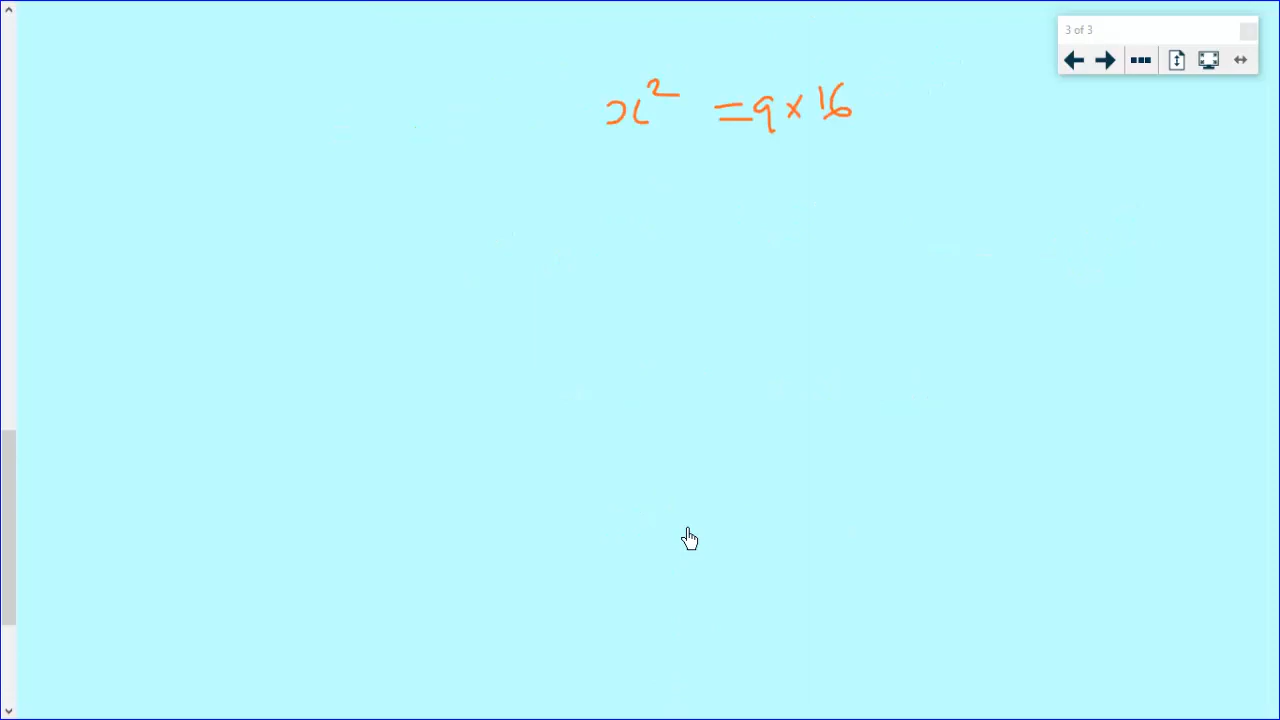 3 of 3
x² = 9 × 16